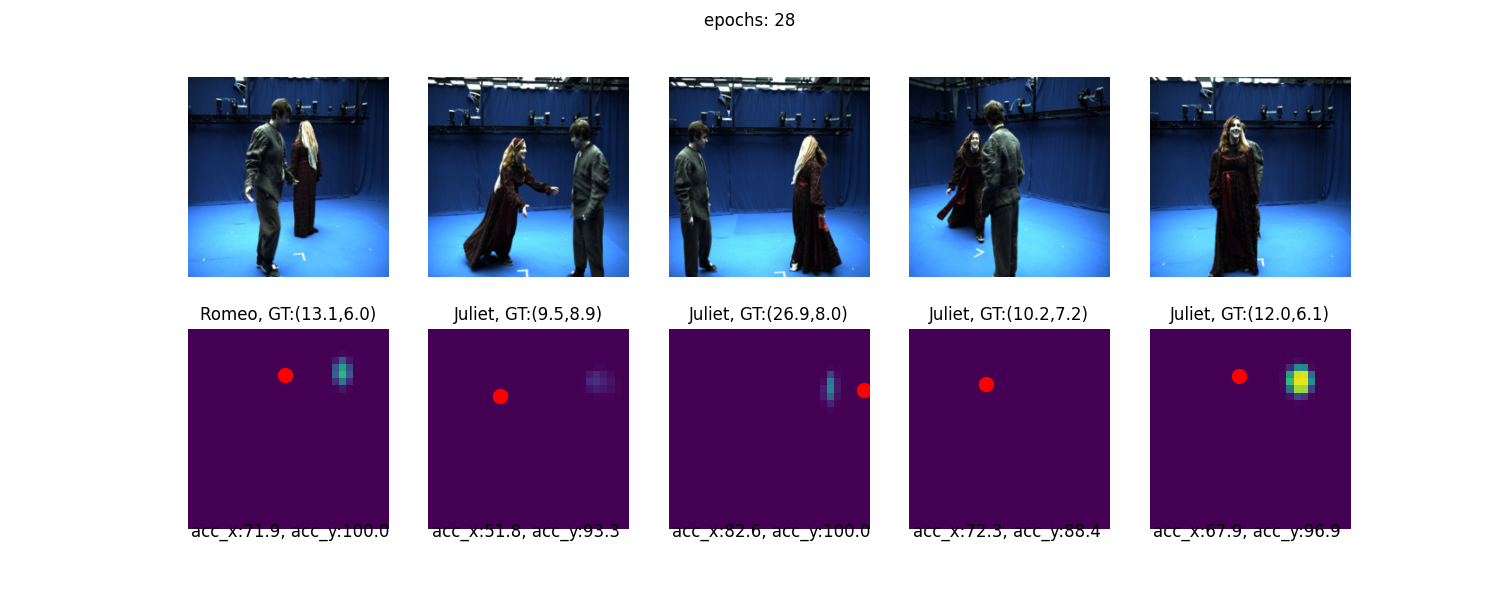 epochs: 28
Romeo, GT:(13.1,6.0)
Juliet, GT:(9.5,8.9)
Juliet, GT:(26.9,8.0)
Juliet, GT:(10.2,7.2)
Juliet, GT:(12.0,6.1)
acc_x:71.9, acc_y:100.0
acc_x:51.8, acc_y:93.3
acc_x:82.6, acc_y:100.0
acc_x:72.3, acc_y:88.4
acc_x:67.9, acc_y:96.9